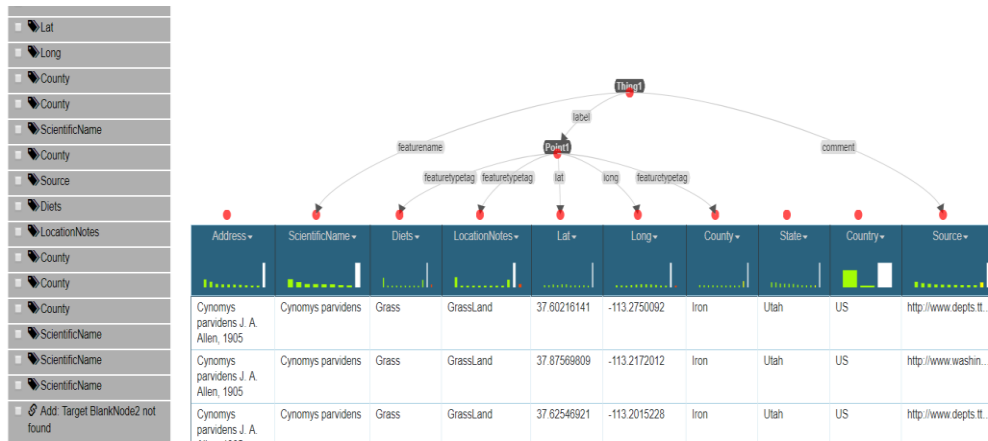 Lat
Long
County
County
ScientificName
County
Source
Diets
LocationNotes
County
County
County
ScientificName
ScientificName
ScientificName
Add: Target BlankNode2 not
found
Thing1
label
featurename
Point1
comment
featuretypetag featuretypetag lat long featuretypetag
Address ScientificName Diets LocationNotes Lat Long County State Country Source
Cynomys Cynomys parvidens Grass GrassLand 37.60216141 -113.2750092 Iron Utah US http://www.depts.tt...
parvidens J. A.
Allen, 1905
Cynomys Cynomys parvidens Grass GrassLand 37.87569809 -113.2172012 Iron Utah US http://www.washin...
parvidens J. A.
Allen, 1905
Cynomys Cynomys parvidens Grass GrassLand 37.62546921 -113.2015228 Iron Utah US http://www.depts.tt...
parvidens J. A.